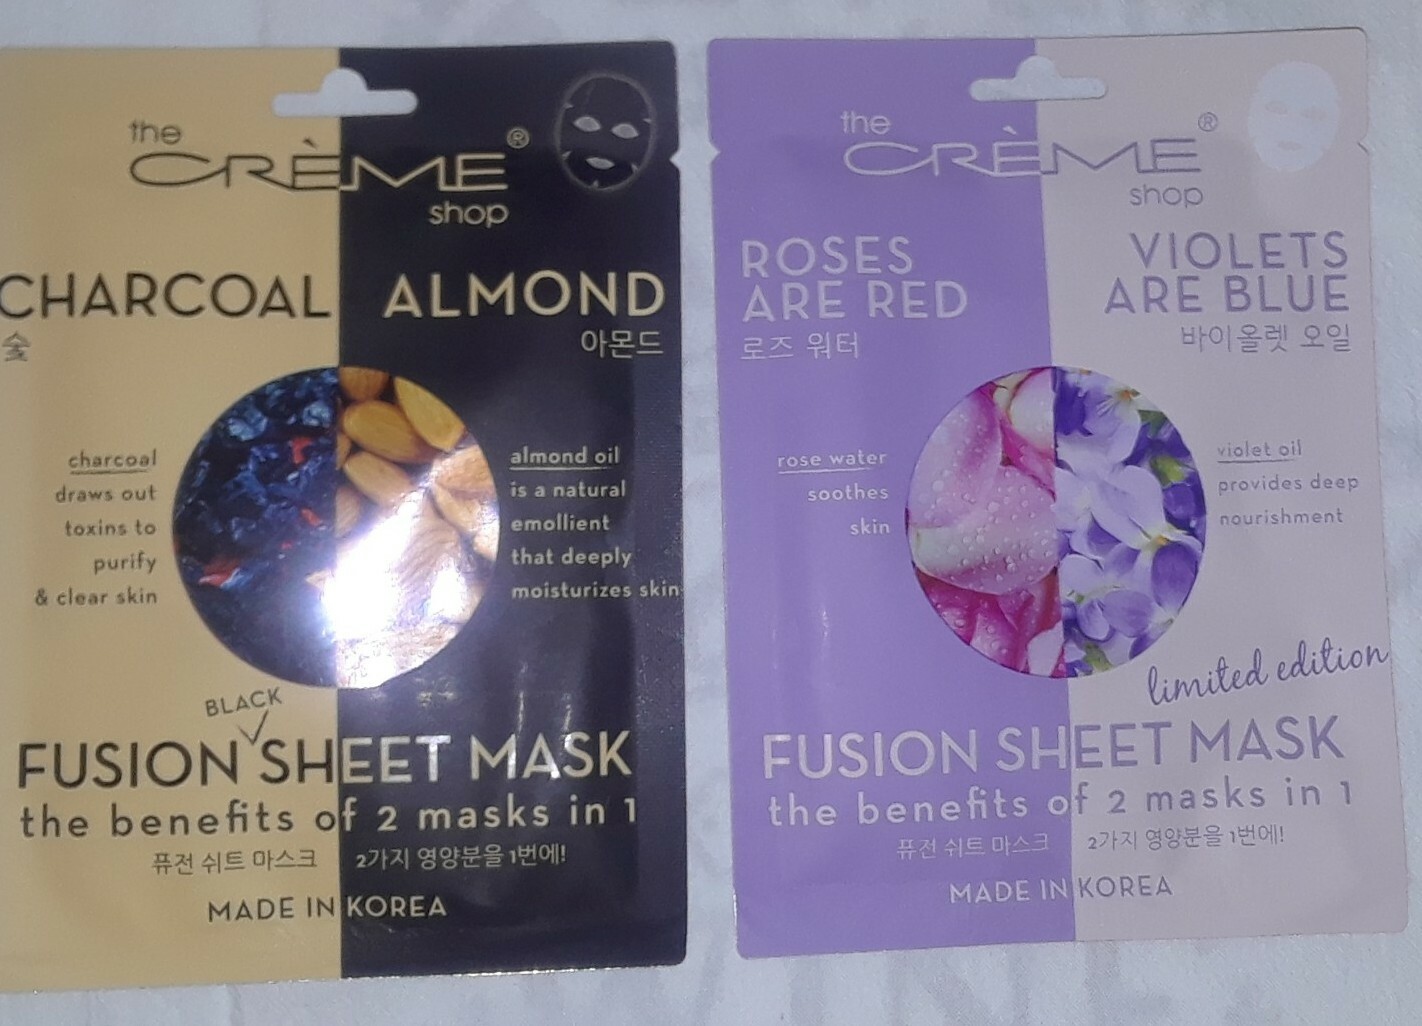 the
CRÈME®
shop
CHARCOAL
숯
ALMOND
아몬드
charcoal
draws out
toxins to
purify
& clear skin
almond oil
is a natural
emollient
that deeply
moisturizes skin
BLACK
FUSION SHEET MASK
the benefits of 2 masks in 1
퓨전 쉬트 마스크 2가지 영양분을 1번에!
MADE IN KOREA
the
CRÈME®
shop
ROSES
ARE RED
로즈 워터
VIOLETS
ARE BLUE
바이올렛 오일
rose water
soothes
skin
violet oil
provides deep
nourishment
limited edition
FUSION SHEET MASK
the benefits of 2 masks in 1
퓨전 쉬트 마스크 2가지 영양분을 1번에!
MADE IN KOREA